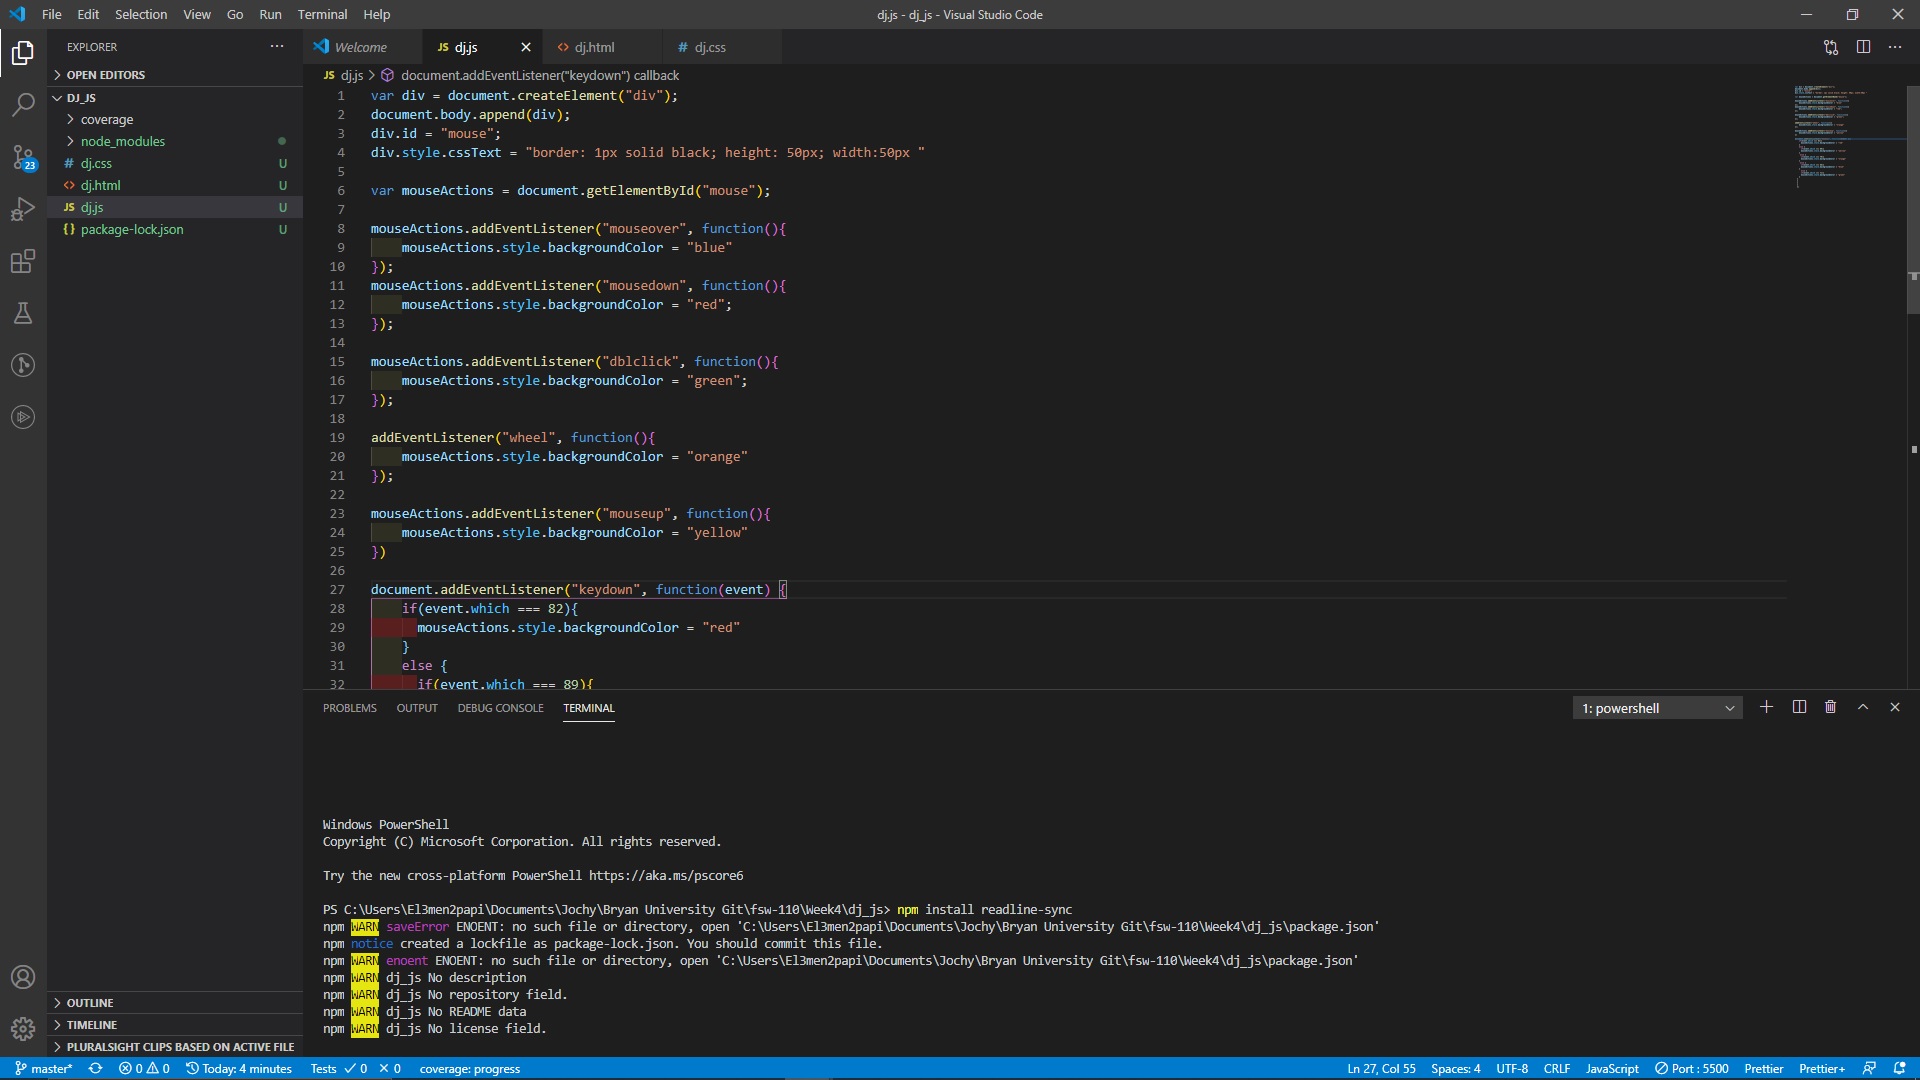 File Edit Selection View Go Run Terminal Help
dj.js - dj_js - Visual Studio Code
EXPLORER
OPEN EDITORS
DJ_JS
coverage
node_modules
# dj.css U
<> dj.html U
JS dj.js U
{} package-lock.json U
23
OUTLINE
TIMELINE
PLURALSIGHT CLIPS BASED ON ACTIVE FILE
Welcome
JS dj.js
<> dj.html
# dj.css
JS dj.js > document.addEventListener("keydown") callback
1 var div = document.createElement("div");
2 document.body.append(div);
3 div.id = "mouse";
4 div.style.cssText = "border: 1px solid black; height: 50px; width:50px "
5
6 var mouseActions = document.getElementById("mouse");
7
8 mouseActions.addEventListener("mouseover", function(){
9 mouseActions.style.backgroundColor = "blue"
10 });
11 mouseActions.addEventListener("mousedown", function(){
12 mouseActions.style.backgroundColor = "red";
13 });
14
15 mouseActions.addEventListener("dblclick", function(){
16 mouseActions.style.backgroundColor = "green";
17 });
18
19 addEventListener("wheel", function(){
20 mouseActions.style.backgroundColor = "orange"
21 });
22
23 mouseActions.addEventListener("mouseup", function(){
24 mouseActions.style.backgroundColor = "yellow"
25 })
26
27 document.addEventListener("keydown", function(event) {
28 if(event.which === 82){
29 mouseActions.style.backgroundColor = "red"
30 }
31 else {
32 if(event.which === 89){
PROBLEMS OUTPUT DEBUG CONSOLE TERMINAL
1: powershell
Windows PowerShell
Copyright (C) Microsoft Corporation. All rights reserved.
Try the new cross-platform PowerShell https://aka.ms/pscore6
PS C:\Users\El3men2papi\Documents\Jochy\Bryan University Git\fsw-110\Week4\dj_js> npm install readline-sync
npm WARN saveError ENOENT: no such file or directory, open 'C:\Users\El3men2papi\Documents\Jochy\Bryan University Git\fsw-110\Week4\dj_js\package.json'
npm notice created a lockfile as package-lock.json. You should commit this file.
npm WARN enoent ENOENT: no such file or directory, open 'C:\Users\El3men2papi\Documents\Jochy\Bryan University Git\fsw-110\Week4\dj_js\package.json'
npm WARN dj_js No description
npm WARN dj_js No repository field.
npm WARN dj_js No README data
npm WARN dj_js No license field.
master* 0 0 Today: 4 minutes Tests ✓ 0 × 0 coverage: progress
Ln 27, Col 55 Spaces: 4 UTF-8 CRLF JavaScript Port : 5500 Prettier Prettier+